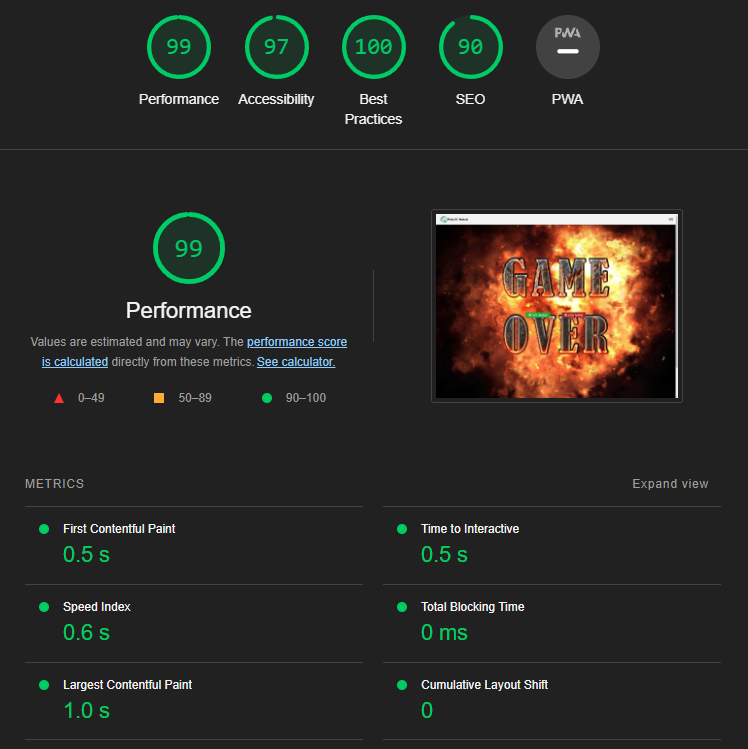 99
97
100
90
PWA
Performance
Accessibility
Best
Practices
SEO
PWA
99
Performance
Values are estimated and may vary. The performance score
is calculated directly from these metrics. See calculator.
0–49
50–89
90–100
GAME
OVER
METRICS
Expand view
First Contentful Paint
0.5 s
Time to Interactive
0.5 s
Speed Index
0.6 s
Total Blocking Time
0 ms
Largest Contentful Paint
1.0 s
Cumulative Layout Shift
0